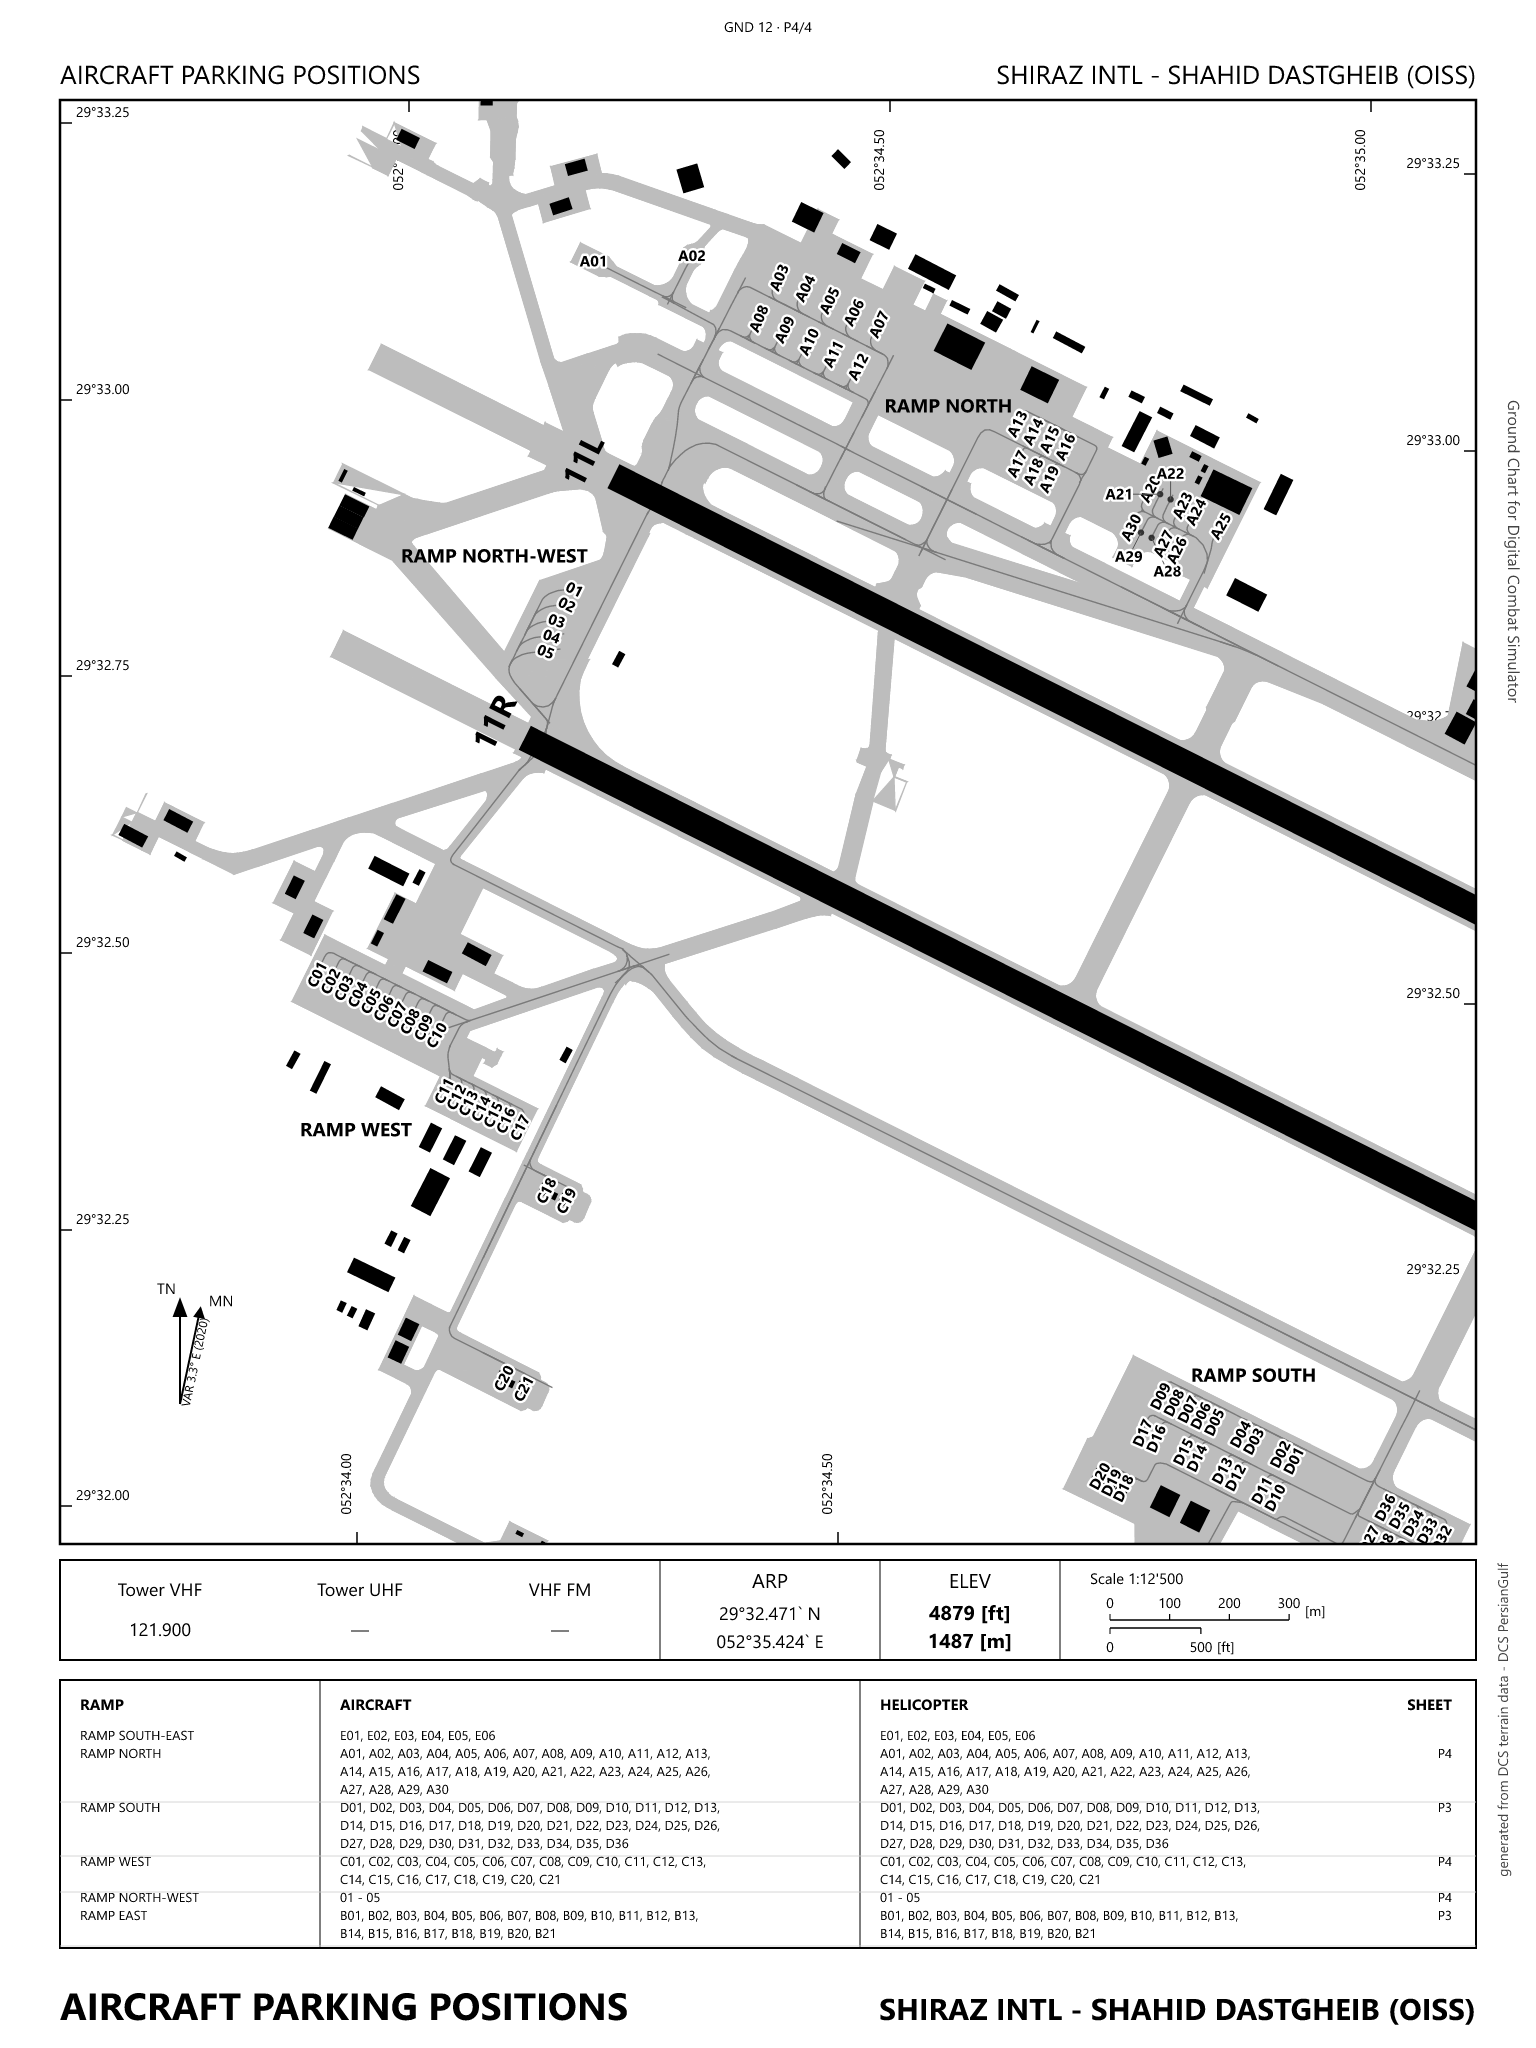 GND 12 · P4/4
AIRCRAFT PARKING POSITIONS
SHIRAZ INTL - SHAHID DASTGHEIB (OISS)
29°33.25
052°34.50
052°35.00
29°33.25
A01
A02
A03
A04
A05
A06
A07
A08
A09
A10
A11
A12
29°33.00
RAMP NORTH
A13
A14
A15
A16
A17
A18
A19
29°33.00
11L
A20
A21
A22
A23
A24
A25
A26
A27
A28
A29
A30
RAMP NORTH-WEST
01
02
03
04
05
29°32.75
11R
29°32.50
29°32.50
C01
C02
C03
C04
C05
C06
C07
C08
C09
C10
C11
C12
C13
C14
C15
C16
C17
RAMP WEST
C18
C19
29°32.25
29°32.25
TN
MN
VAR 3.3° E (2020)
C20
C21
RAMP SOUTH
D09
D08
D07
D06
D05
D04
D03
D02
D01
D17
D16
D15
D14
D13
D12
D11
D10
D20
D19
D18
D36
D35
D34
D33
29°32.00
052°34.00
052°34.50
Ground Chart for Digital Combat Simulator
Tower VHF
121.900
Tower UHF
—
VHF FM
—
ARP
29°32.471` N
052°35.424` E
ELEV
4879 [ft]
1487 [m]
Scale 1:12'500
0 100 200 300 [m]
0 500 [ft]
generated from DCS terrain data - DCS PersianGulf
RAMP AIRCRAFT HELICOPTER SHEET
RAMP SOUTH-EAST E01, E02, E03, E04, E05, E06 E01, E02, E03, E04, E05, E06
RAMP NORTH A01, A02, A03, A04, A05, A06, A07, A08, A09, A10, A11, A12, A13, A01, A02, A03, A04, A05, A06, A07, A08, A09, A10, A11, A12, A13, P4
A14, A15, A16, A17, A18, A19, A20, A21, A22, A23, A24, A25, A26, A14, A15, A16, A17, A18, A19, A20, A21, A22, A23, A24, A25, A26,
A27, A28, A29, A30 A27, A28, A29, A30
RAMP SOUTH D01, D02, D03, D04, D05, D06, D07, D08, D09, D10, D11, D12, D13, D01, D02, D03, D04, D05, D06, D07, D08, D09, D10, D11, D12, D13, P3
D14, D15, D16, D17, D18, D19, D20, D21, D22, D23, D24, D25, D26, D14, D15, D16, D17, D18, D19, D20, D21, D22, D23, D24, D25, D26,
D27, D28, D29, D30, D31, D32, D33, D34, D35, D36 D27, D28, D29, D30, D31, D32, D33, D34, D35, D36
RAMP WEST C01, C02, C03, C04, C05, C06, C07, C08, C09, C10, C11, C12, C13, C01, C02, C03, C04, C05, C06, C07, C08, C09, C10, C11, C12, C13, P4
C14, C15, C16, C17, C18, C19, C20, C21 C14, C15, C16, C17, C18, C19, C20, C21
RAMP NORTH-WEST 01 - 05 01 - 05 P4
RAMP EAST B01, B02, B03, B04, B05, B06, B07, B08, B09, B10, B11, B12, B13, B01, B02, B03, B04, B05, B06, B07, B08, B09, B10, B11, B12, B13, P3
B14, B15, B16, B17, B18, B19, B20, B21 B14, B15, B16, B17, B18, B19, B20, B21
AIRCRAFT PARKING POSITIONS
SHIRAZ INTL - SHAHID DASTGHEIB (OISS)